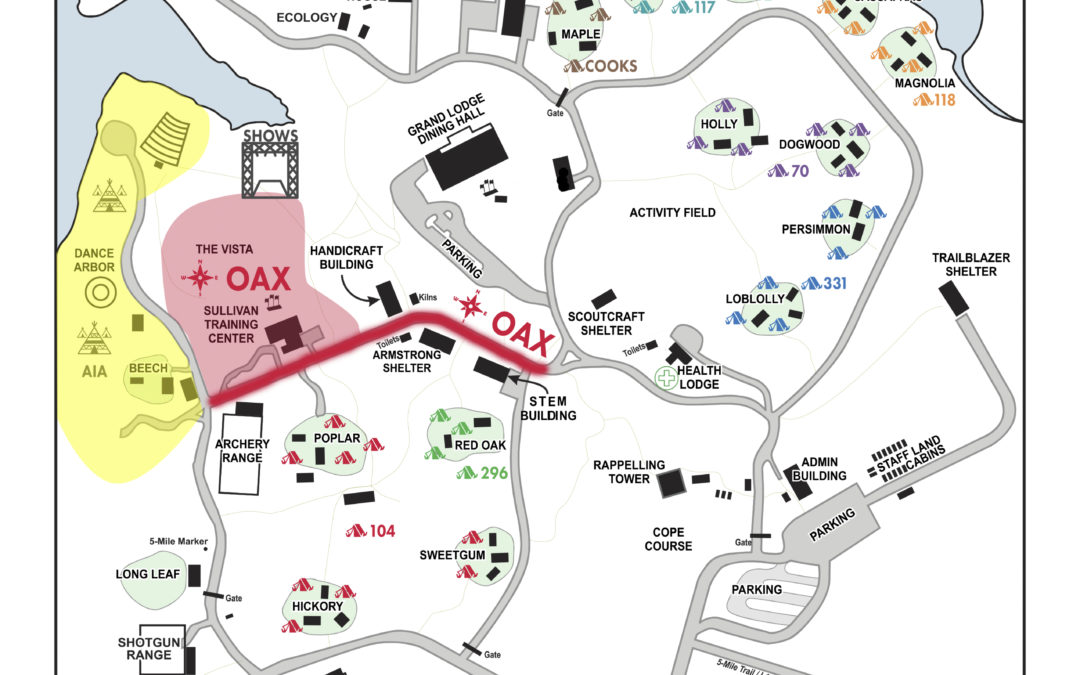 ECOLOGY
MAPLE
COOKS
117
MAGNOLIA
118
Gate
GRAND LODGE
DINING HALL
HOLLY
DOGWOOD
70
SHOWS
ACTIVITY FIELD
PERSIMMON
331
LOBLOLLY
TRAILBLAZER
SHELTER
THE VISTA
N
W
E
S
OAX
SULLIVAN
TRAINING
CENTER
DANCE
ARBOR
AIA
BEECH
HANDICRAFT
BUILDING
Kilns
PARKING
N
W
E
S
OAX
Toilets
ARMSTRONG
SHELTER
SCOUTCRAFT
SHELTER
Toilets
HEALTH
LODGE
STEM
BUILDING
ARCHERY
RANGE
POPLAR
RED OAK
296
RAPPELLING
TOWER
ADMIN
BUILDING
STAFF LAND
CABINS
PARKING
104
COPE
COURSE
Gate
5-Mile Marker
LONG LEAF
Gate
SWEETGUM
HICKORY
PARKING
SHOTGUN
RANGE
Gate
5-Mile Trail /